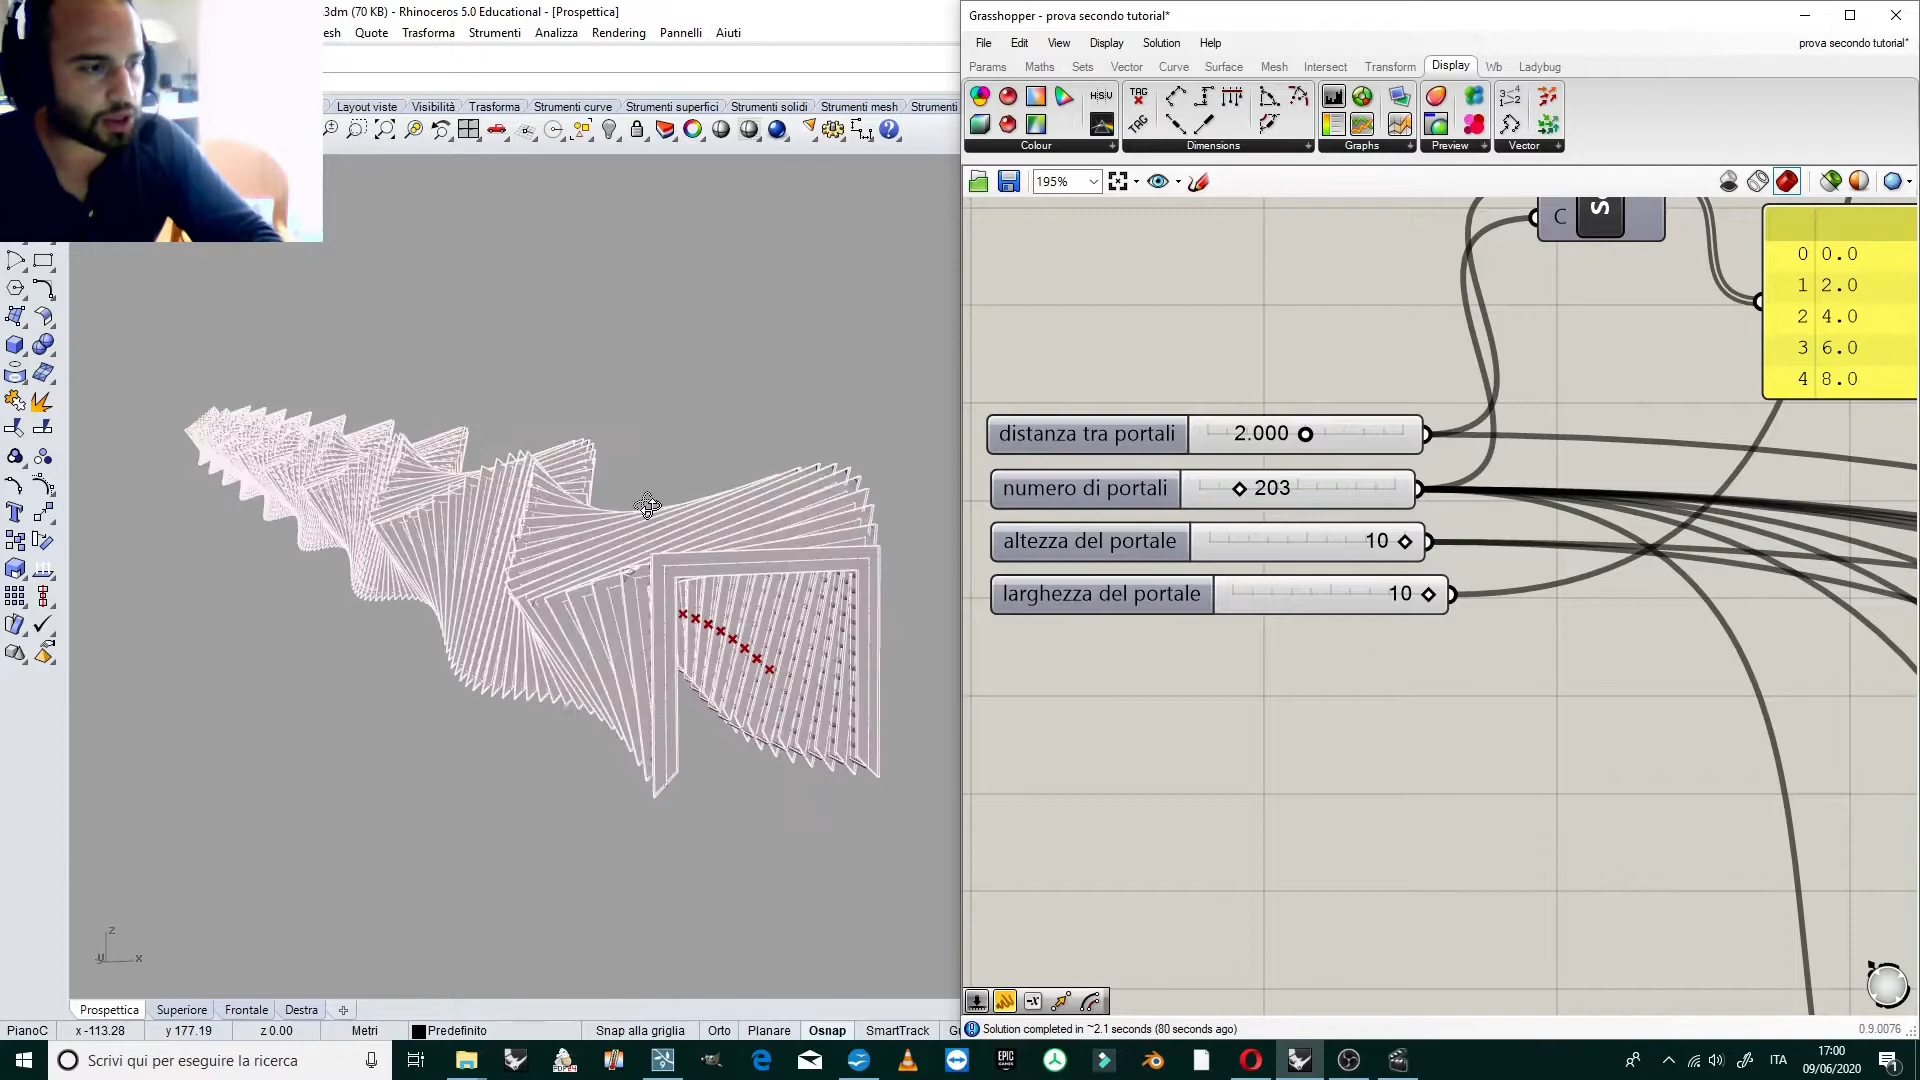 3dm (70 KB) - Rhinoceros 5.0 Educational - [Prospettica]
esh Quote Trasforma Strumenti Analizza Rendering Pannelli Aiuti
Layout viste Visibilità Trasforma Strumenti curve Strumenti superfici Strumenti solidi Strumenti mesh Strumenti
z
y x
Prospettica Superiore Frontale Destra
PianoC x -113.28 y 177.19 z 0.00 Metri Predefinito Snap alla griglia Orto Planare Osnap SmartTrack
Grasshopper - prova secondo tutorial*
File Edit View Display Solution Help prova secondo tutorial*
Params Maths Sets Vector Curve Surface Mesh Intersect Transform Display Wb Ladybug
Colour Dimensions Graphs Preview Vector
195%
C
0 0.0
1 2.0
2 4.0
3 6.0
4 8.0
distanza tra portali 2.000
numero di portali 203
altezza del portale 10
larghezza del portale 10
Solution completed in ~2.1 seconds (80 seconds ago) 0.9.0076
Scrivi qui per eseguire la ricerca
ITA
17:00
09/06/2020